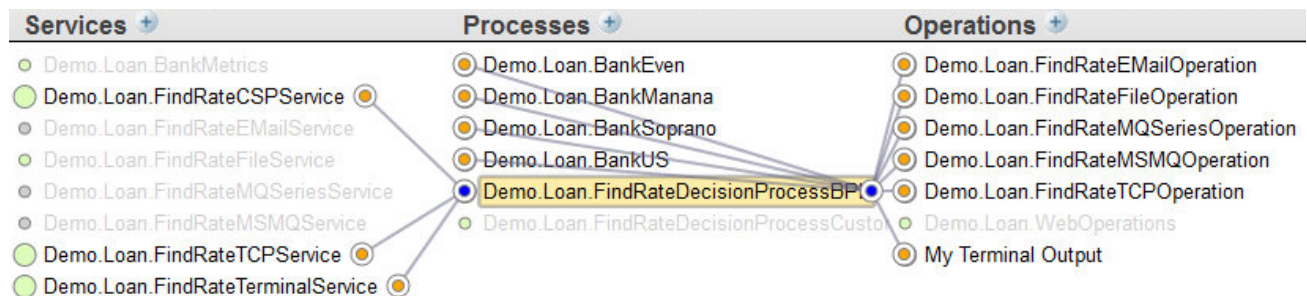 Services +
Processes +
Operations +
Demo.Loan.BankMetrics
Demo.Loan.FindRateCSPService
Demo.Loan.FindRateEMailService
Demo.Loan.FindRateFileService
Demo.Loan.FindRateMQSeriesService
Demo.Loan.FindRateMSMQService
Demo.Loan.FindRateTCPService
Demo.Loan.FindRateTerminalService
Demo.Loan.BankEven
Demo.Loan.BankManana
Demo.Loan.BankSoprano
Demo.Loan.BankUS
Demo.Loan.FindRateDecisionProcessBP
Demo.Loan.FindRateDecisionProcessCustom
Demo.Loan.FindRateEMailOperation
Demo.Loan.FindRateFileOperation
Demo.Loan.FindRateMQSeriesOperation
Demo.Loan.FindRateMSMQOperation
Demo.Loan.FindRateTCPOperation
Demo.Loan.WebOperations
My Terminal Output